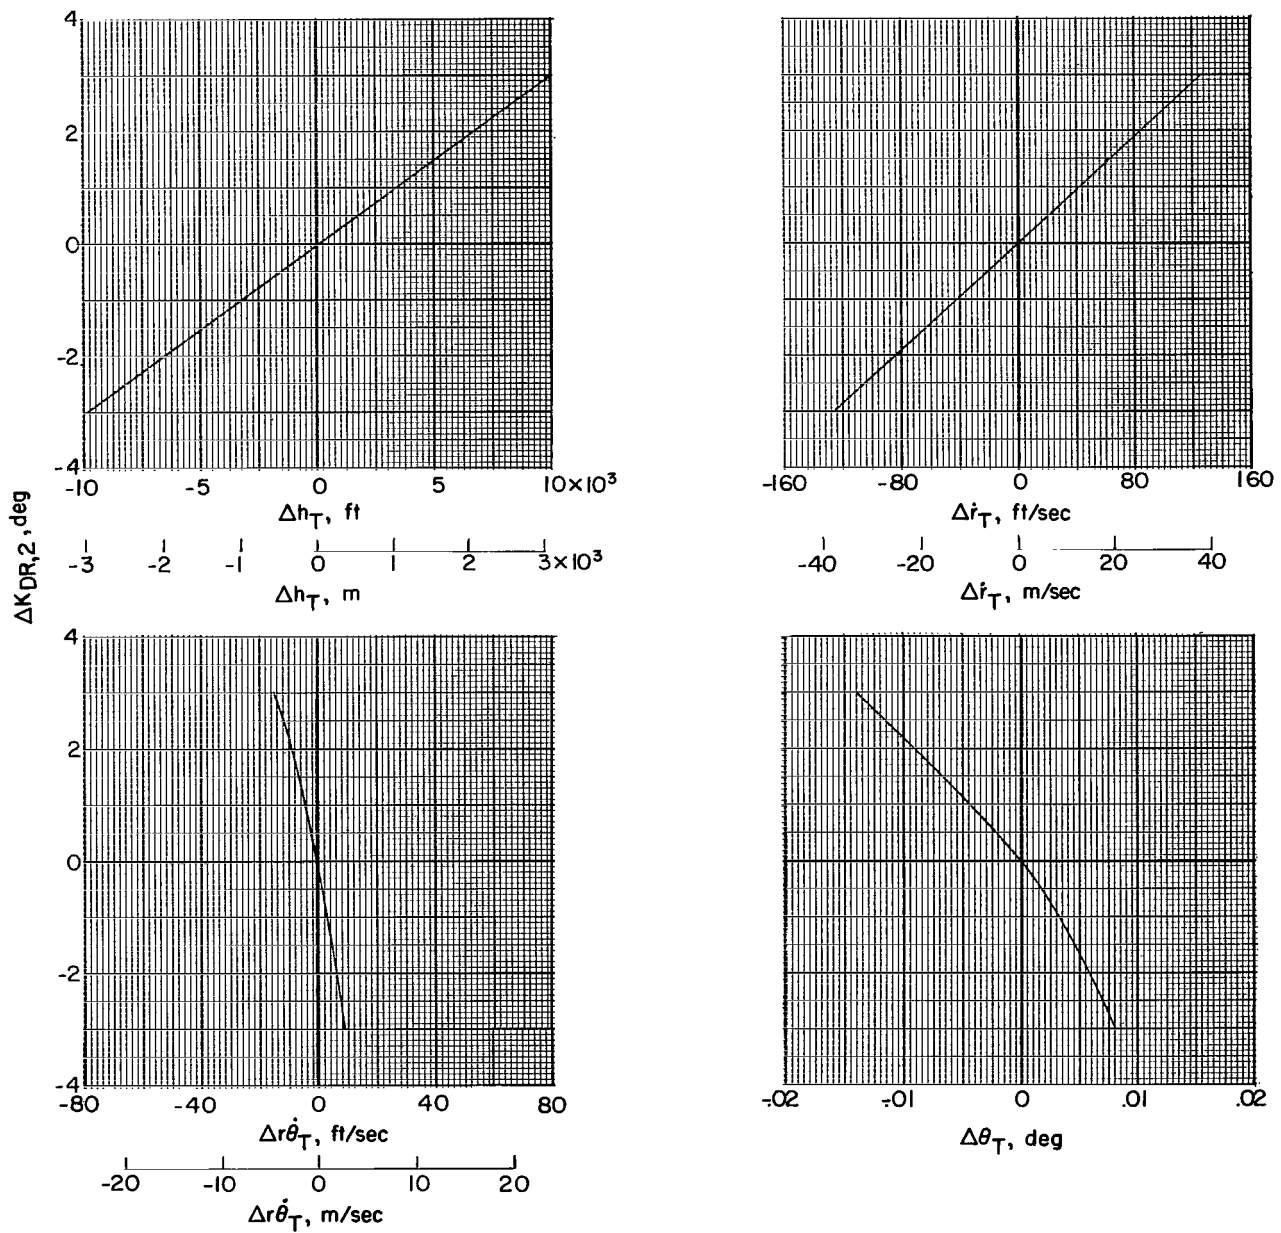 4
2
0
-2
-4
-10 -5 0 5 10×10³
Δh_T, ft
-3 -2 -1 0 1 2 3×10³
Δh_T, m
-160 -80 0 80 160
Δṙ_T, ft/sec
-40 -20 0 20 40
Δṙ_T, m/sec
ΔK_DR,2, deg
4
2
0
-2
-4
-80 -40 0 40 80
Δrθ̇_T, ft/sec
-20 -10 0 10 20
Δrθ̇_T, m/sec
-.02 -.01 0 .01 .02
Δθ_T, deg